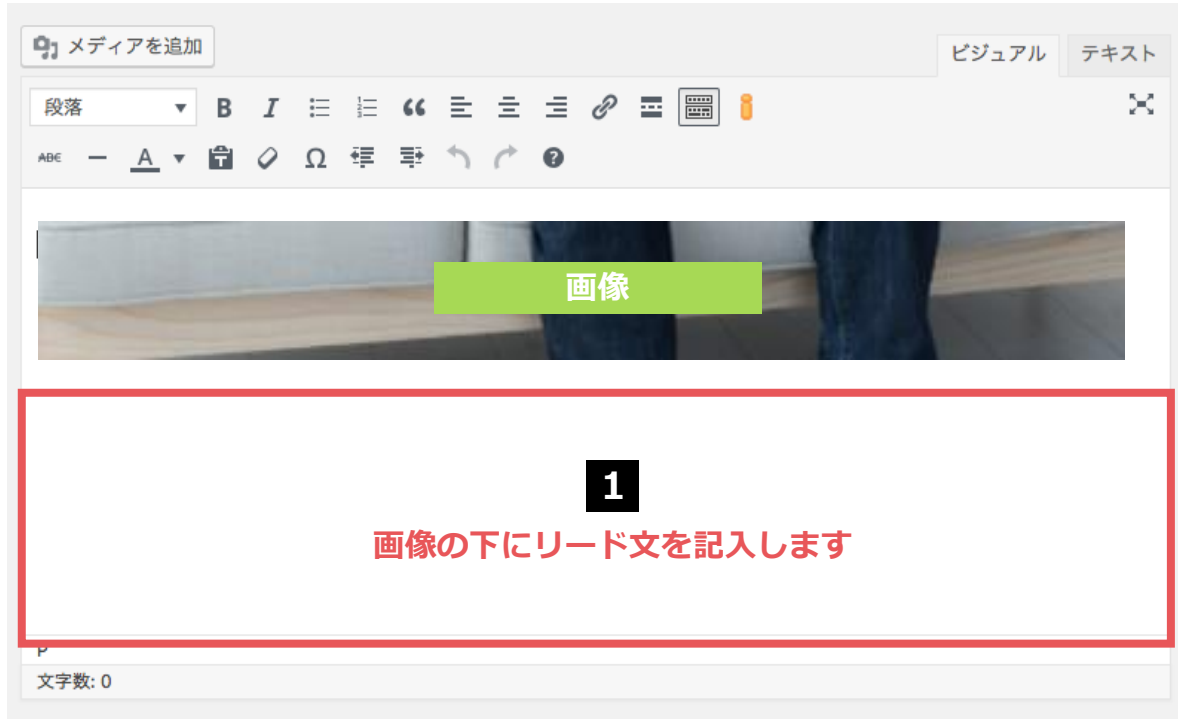 メディアを追加
ビジュアル テキスト
段落 B I
ABC A T Ω
画像
1
画像の下にリード文を記入します
P
文字数: 0